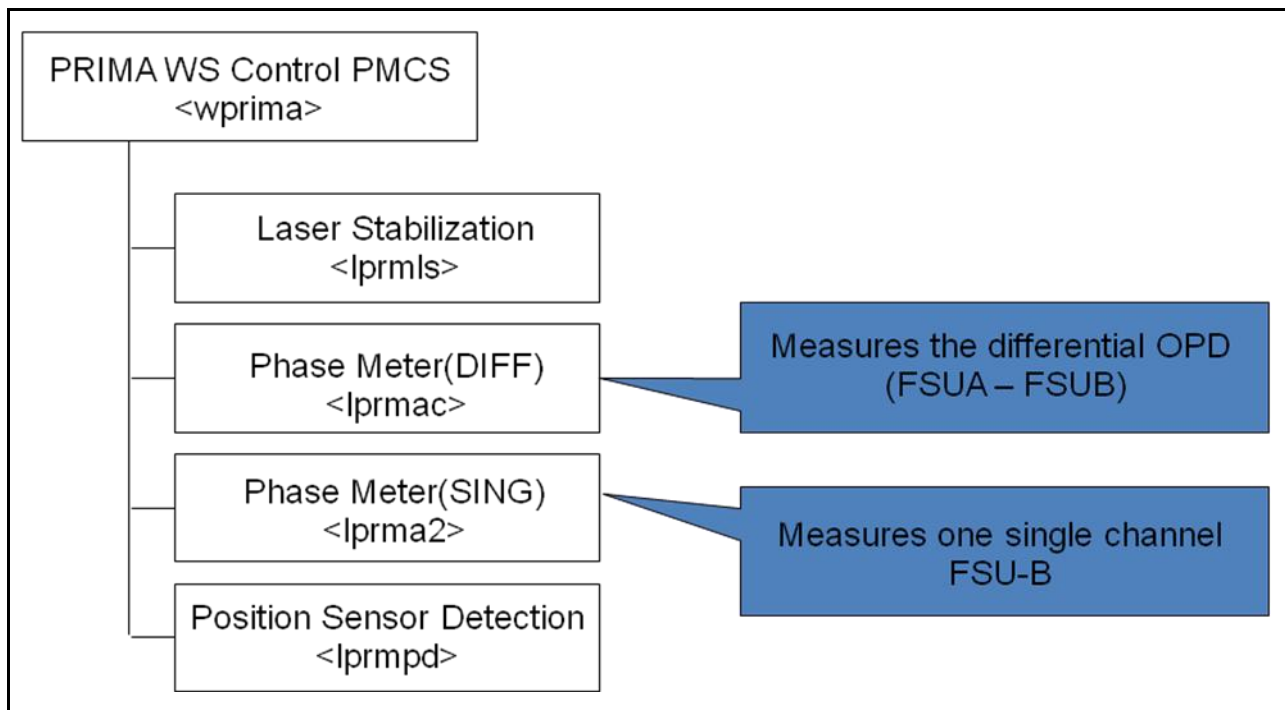 PRIMA WS Control PMCS
<wprima>
Laser Stabilization
<lprmls>
Phase Meter(DIFF)
<lprmac>
Measures the differential OPD
(FSUA – FSUB)
Phase Meter(SING)
<lprma2>
Measures one single channel
FSU-B
Position Sensor Detection
<lprmpd>